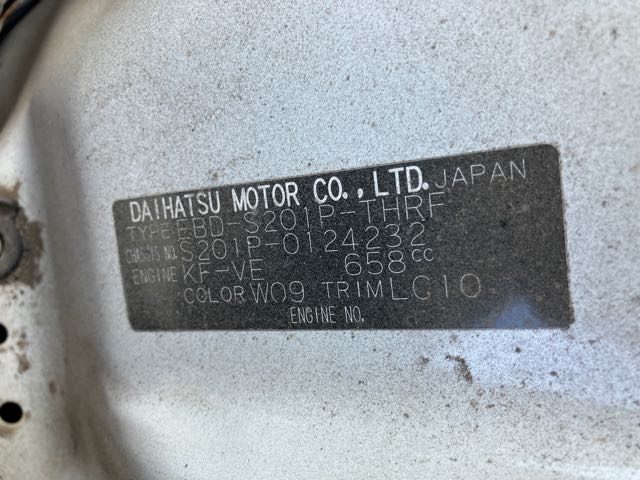 DAIHATSU MOTOR CO., LTD. JAPAN
TYPE EBD-S201P-THRF
CHASSIS NO. S201P-0124232
ENGINE KF-VE 658cc
COLOR W09 TRIM LC10
ENGINE NO.